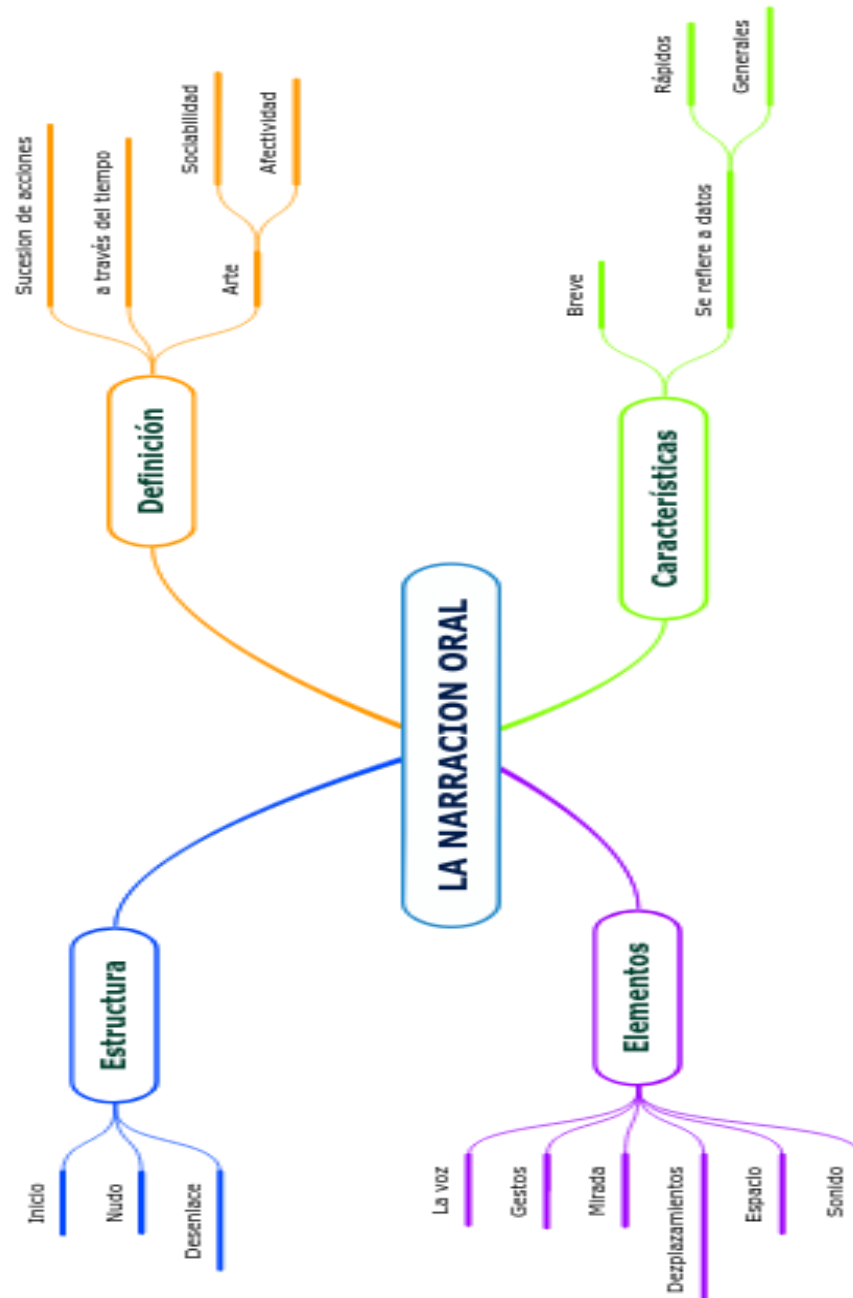 LA NARRACION ORAL
Definición
Sucesion de acciones
a través del tiempo
Arte
Sociabilidad
Afectividad
Características
Breve
Se refiere a datos
Rápidos
Generales
Estructura
Inicio
Nudo
Desenlace
Elementos
La voz
Gestos
Mirada
Dezplazamientos
Espacio
Sonido